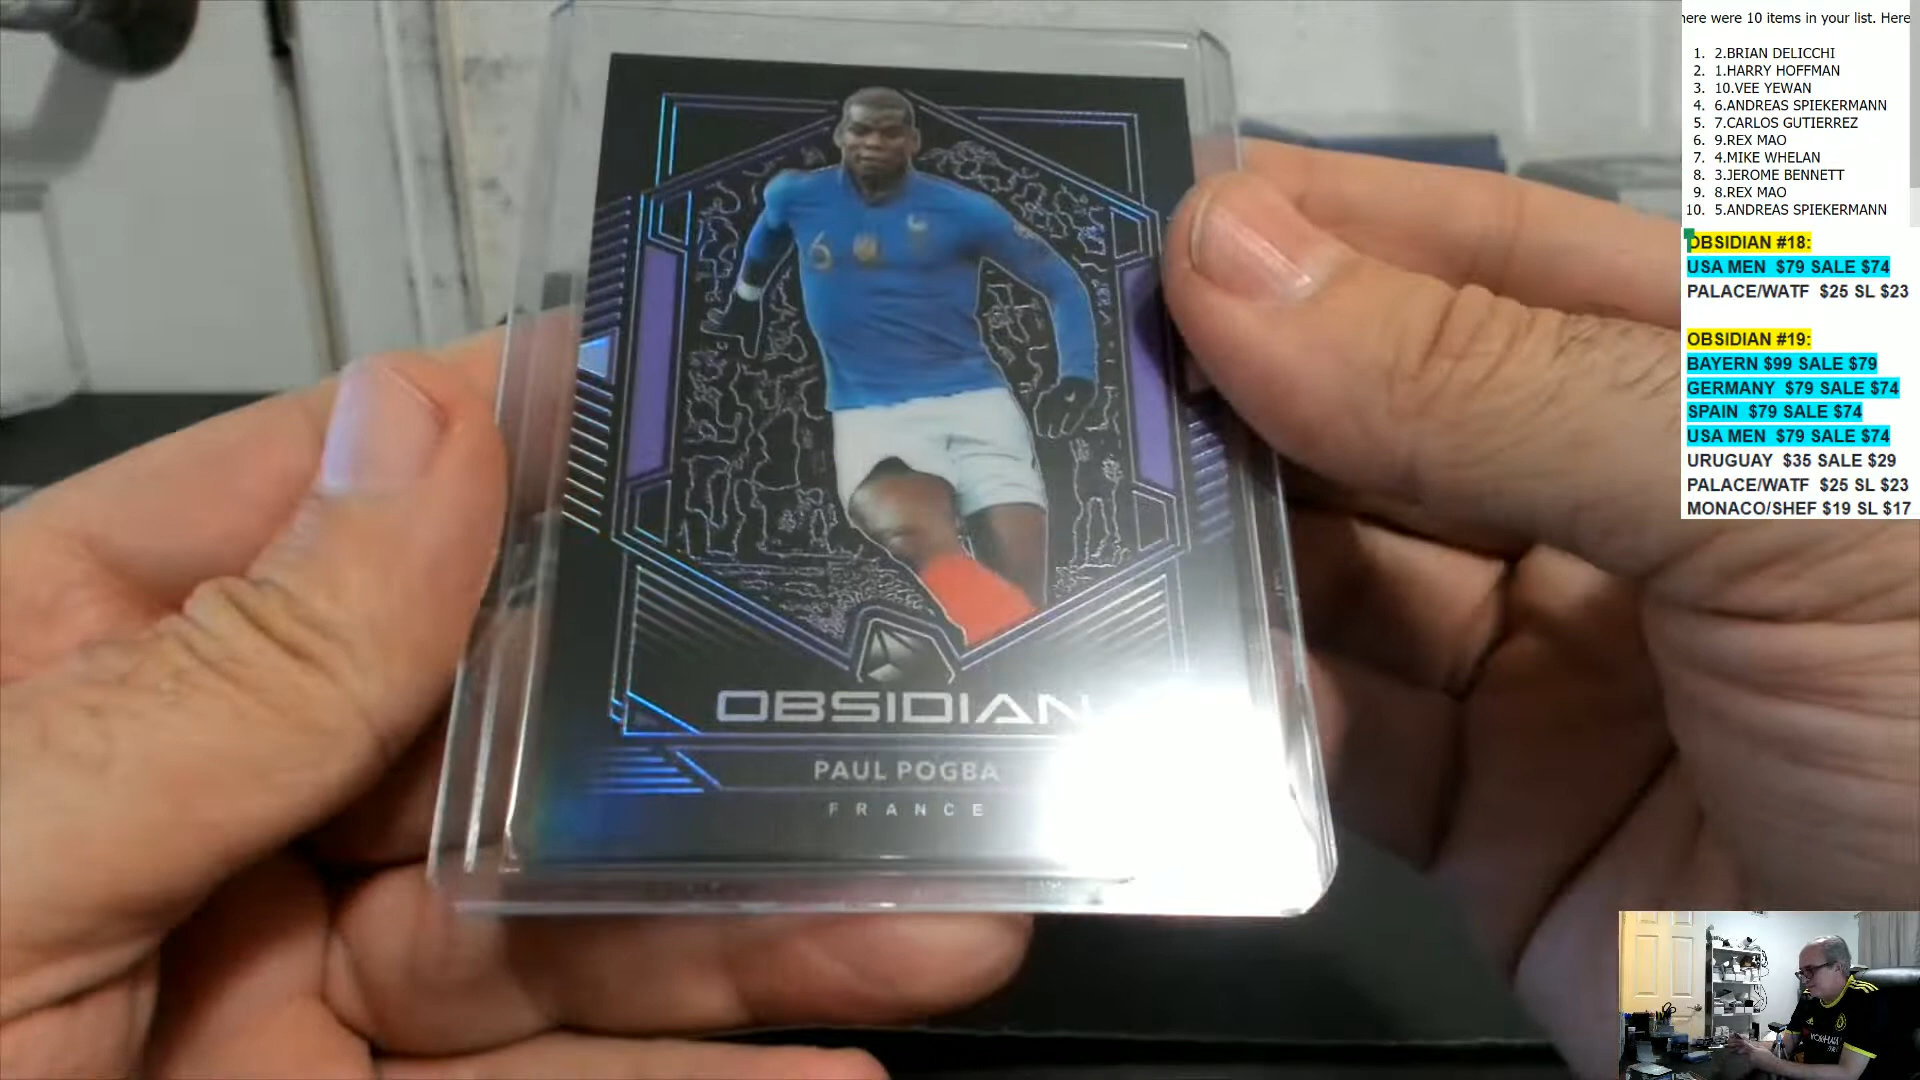 here were 10 items in your list. Here
1. 2.BRIAN DELICCHI
2. 1.HARRY HOFFMAN
3. 10.VEE YEWAN
4. 6.ANDREAS SPIEKERMANN
5. 7.CARLOS GUTIERREZ
6. 9.REX MAO
7. 4.MIKE WHELAN
8. 3.JEROME BENNETT
9. 8.REX MAO
10. 5.ANDREAS SPIEKERMANN
OBSIDIAN #18:
USA MEN $79 SALE $74
PALACE/WATF $25 SL $23
OBSIDIAN #19:
BAYERN $99 SALE $79
GERMANY $79 SALE $74
SPAIN $79 SALE $74
USA MEN $79 SALE $74
URUGUAY $35 SALE $29
PALACE/WATF $25 SL $23
MONACO/SHEF $19 SL $17
6
OBSIDIAN
PAUL POGBA
FRANCE